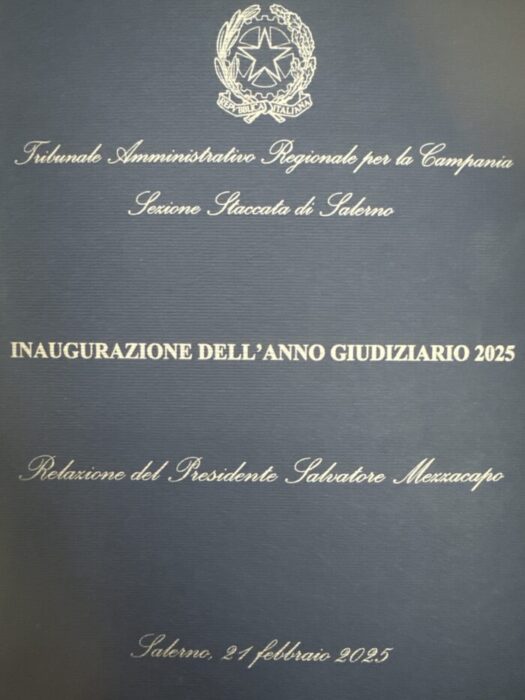 REPVBBLICA ITALIANA
Tribunale Amministrativo Regionale per la Campania
Sezione Staccata di Salerno
INAUGURAZIONE DELL'ANNO GIUDIZIARIO 2025
Relazione del Presidente Salvatore Mezzacapo
Salerno, 21 febbraio 2025